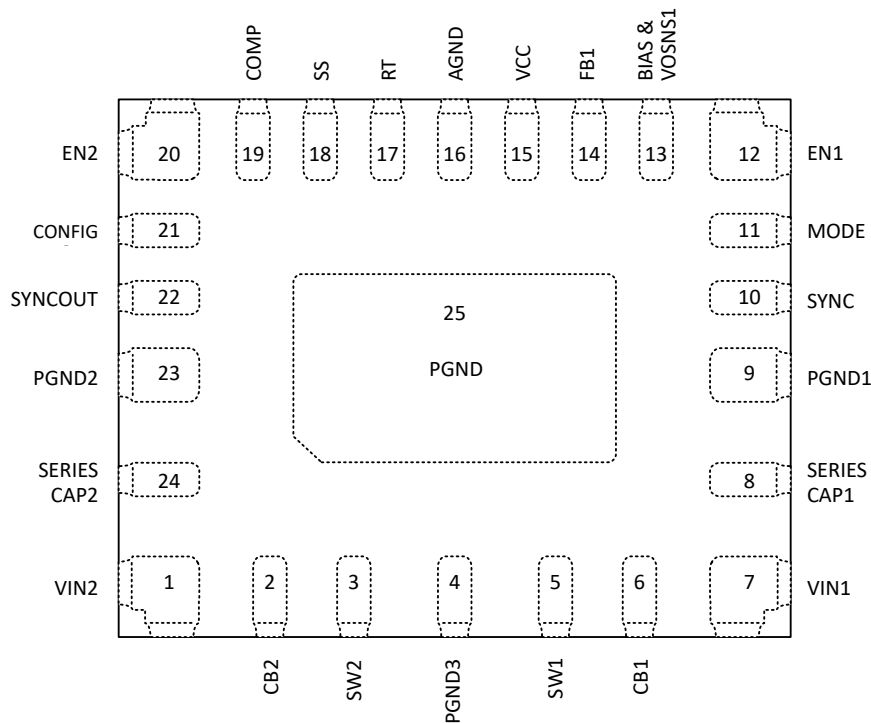 COMP
SS
RT
AGND
VCC
FB1
BIAS &
VOSNS1
EN2
20
19
18
17
16
15
14
13
12
EN1
CONFIG
21
11
MODE
SYNCOUT
22
10
SYNC
25
PGND2
23
PGND
9
PGND1
SERIES
CAP2
24
8
SERIES
CAP1
VIN2
1
2
3
4
5
6
7
VIN1
CB2
SW2
PGND3
SW1
CB1